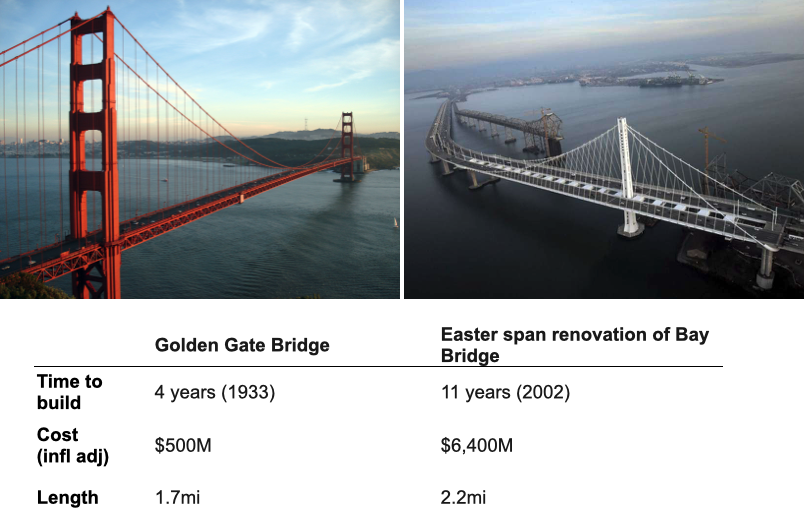 Golden Gate Bridge
Easter span renovation of Bay
Bridge
Time to
build
4 years (1933)
11 years (2002)
Cost
(infl adj)
$500M
$6,400M
Length
1.7mi
2.2mi